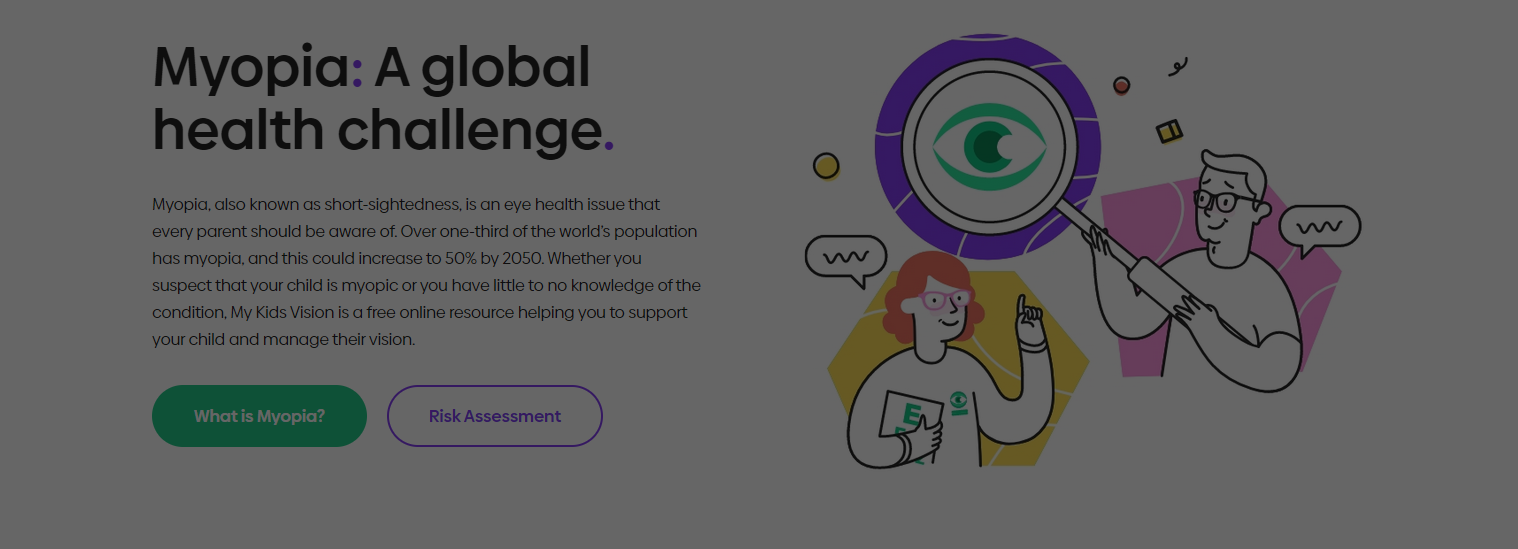 Myopia: A global
health challenge.
Myopia, also known as short-sightedness, is an eye health issue that
every parent should be aware of. Over one-third of the world's population
has myopia, and this could increase to 50% by 2050. Whether you
suspect that your child is myopic or you have little to no knowledge of the
condition, My Kids Vision is a free online resource helping you to support
your child and manage their vision.
What is Myopia?
Risk Assessment
E